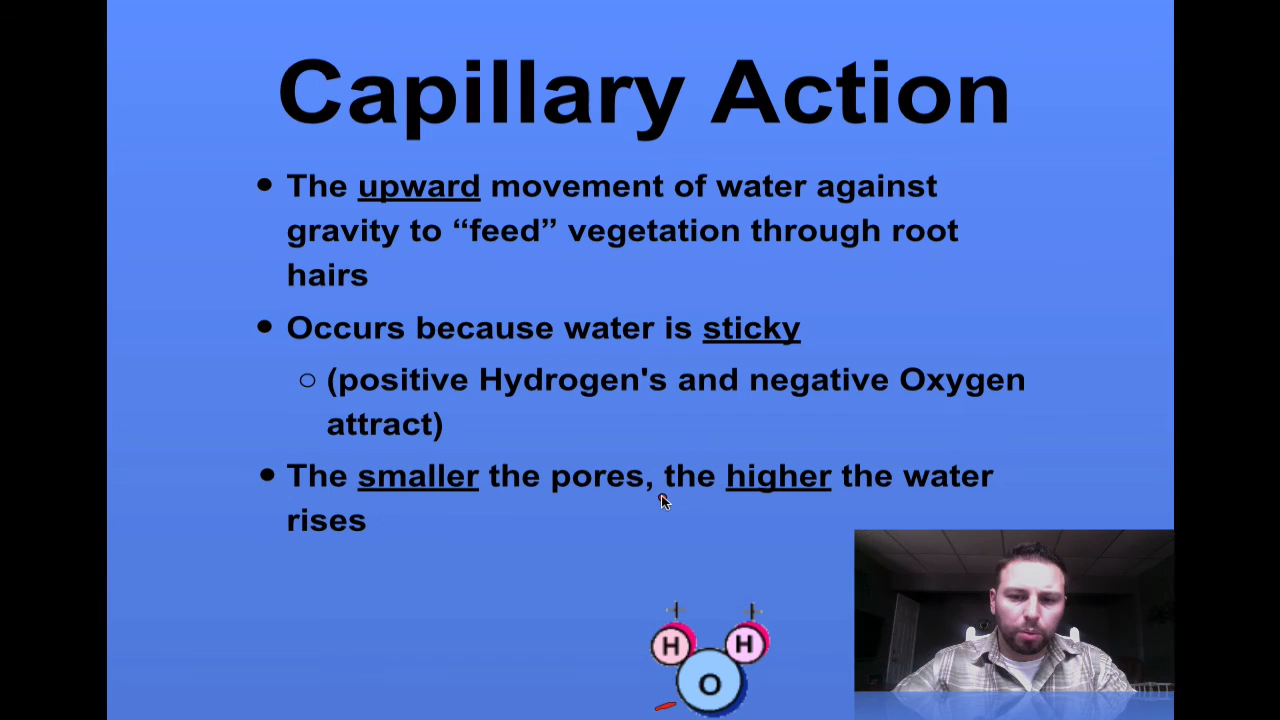 Capillary Action
• The upward movement of water against
gravity to “feed” vegetation through root
hairs
• Occurs because water is sticky
○ (positive Hydrogen's and negative Oxygen
attract)
• The smaller the pores, the higher the water
rises
+ +
H H
O
-